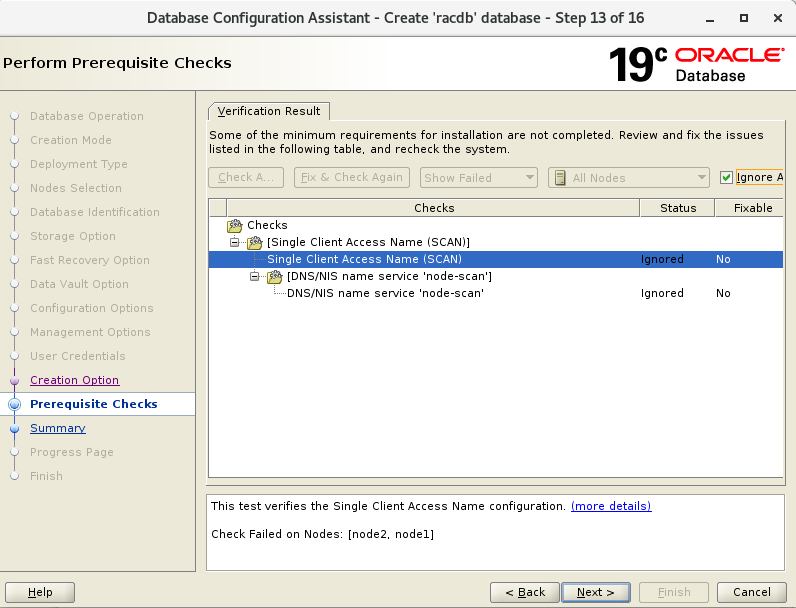 Database Configuration Assistant - Create 'racdb' database - Step 13 of 16
Perform Prerequisite Checks
19c ORACLE
Database
Database Operation
Creation Mode
Deployment Type
Nodes Selection
Database Identification
Storage Option
Fast Recovery Option
Data Vault Option
Configuration Options
Management Options
User Credentials
Creation Option
Prerequisite Checks
Summary
Progress Page
Finish
Verification Result
Some of the minimum requirements for installation are not completed. Review and fix the issues
listed in the following table, and recheck the system.
Check A... Fix & Check Again Show Failed All Nodes Ignore A
Checks Status Fixable
Checks
[Single Client Access Name (SCAN)]
Single Client Access Name (SCAN) Ignored No
[DNS/NIS name service 'node-scan']
DNS/NIS name service 'node-scan' Ignored No
This test verifies the Single Client Access Name configuration. (more details)
Check Failed on Nodes: [node2, node1]
Help < Back Next > Finish Cancel